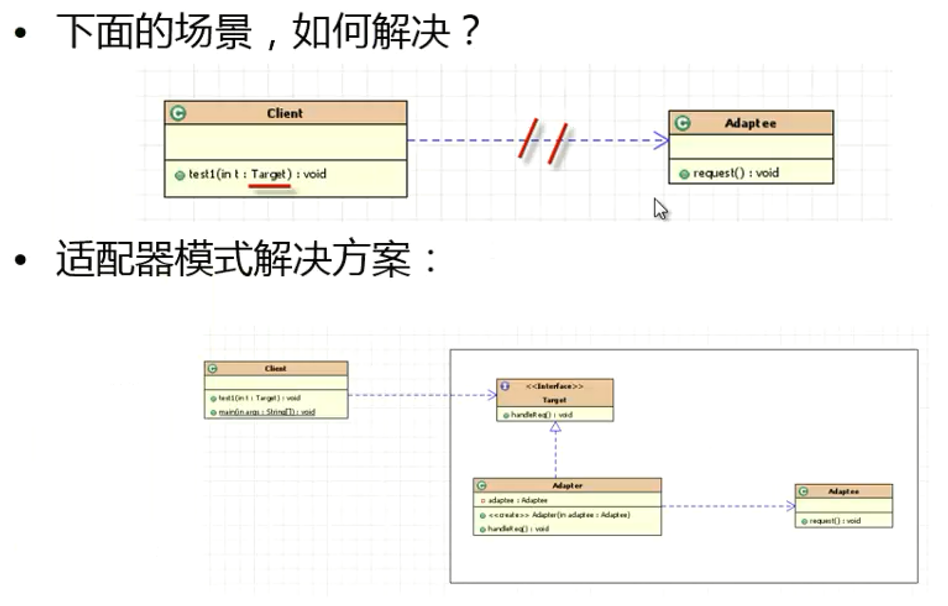 • 下面的场景，如何解决？
Client
test1(in t : Target) : void
Adaptee
request() : void
• 适配器模式解决方案：
Client
test1(in t : Target) : void
main(in args : String[]) : void
<<Interface>>
Target
handleReq() : void
Adapter
adaptee : Adaptee
<<create>> Adapter(in adaptee : Adaptee)
handleReq() : void
Adaptee
request() : void